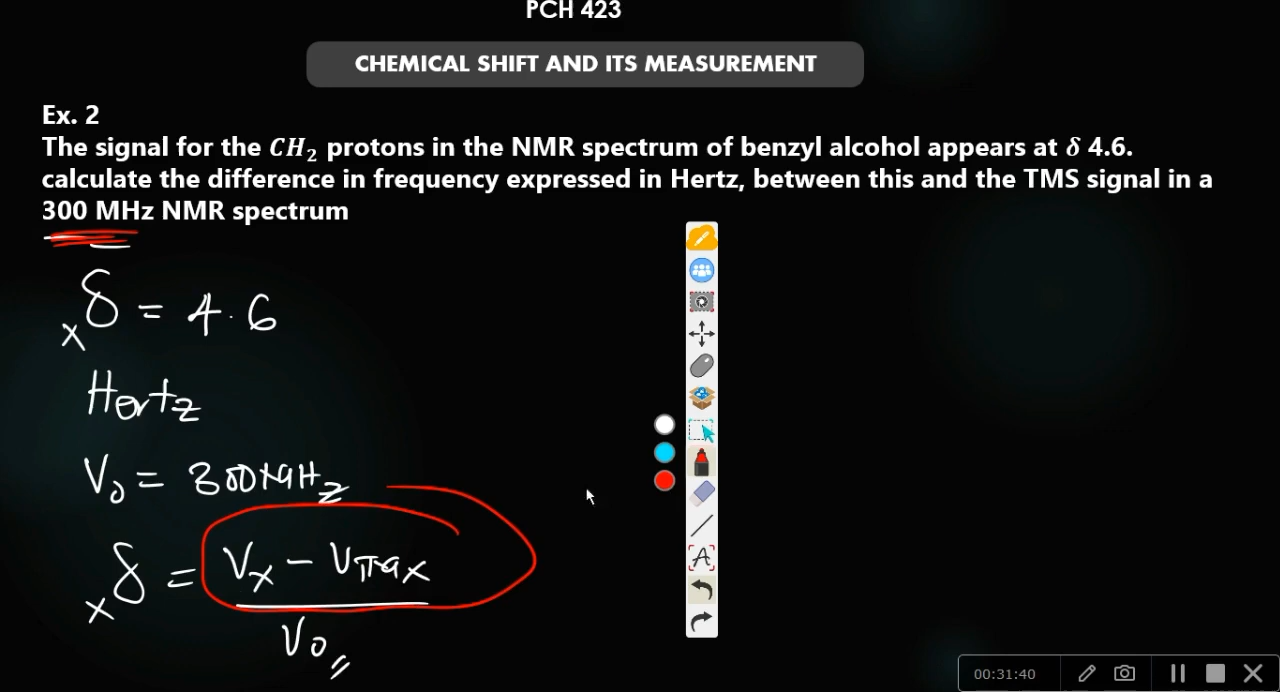 PCH 423
CHEMICAL SHIFT AND ITS MEASUREMENT
Ex. 2
The signal for the CH₂ protons in the NMR spectrum of benzyl alcohol appears at δ 4.6.
calculate the difference in frequency expressed in Hertz, between this and the TMS signal in a
300 MHz NMR spectrum
xδ = 4.6
Hertz
V₀ = 300MHz
xδ = Vx -
V₀
A
00:31:40